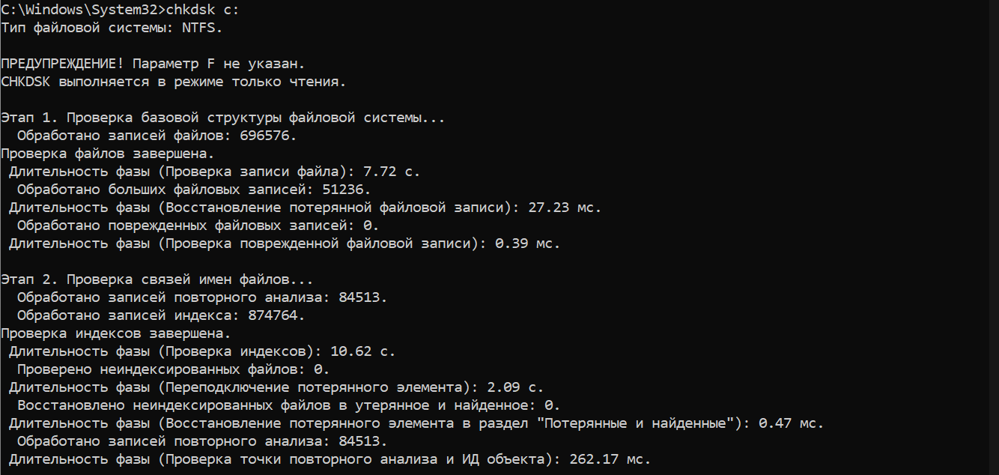 C:\Windows\System32>chkdsk c:
Тип файловой системы: NTFS.
ПРЕДУПРЕЖДЕНИЕ! Параметр F не указан.
CHKDSK выполняется в режиме только чтения.
Этап 1. Проверка базовой структуры файловой системы...
Обработано записей файлов: 696576.
Проверка файлов завершена.
Длительность фазы (Проверка записи файла): 7.72 с.
Обработано больших файловых записей: 51236.
Длительность фазы (Восстановление потерянной файловой записи): 27.23 мс.
Обработано поврежденных файловых записей: 0.
Длительность фазы (Проверка поврежденной файловой записи): 0.39 мс.
Этап 2. Проверка связей имен файлов...
Обработано записей повторного анализа: 84513.
Обработано записей индекса: 874764.
Проверка индексов завершена.
Длительность фазы (Проверка индексов): 10.62 с.
Проверено неиндексированных файлов: 0.
Длительность фазы (Переподключение потерянного элемента): 2.09 с.
Восстановлено неиндексированных файлов в утерянное и найденное: 0.
Длительность фазы (Восстановление потерянного элемента в раздел "Потерянные и найденные"): 0.47 мс.
Обработано записей повторного анализа: 84513.
Длительность фазы (Проверка точки повторного анализа и ИД объекта): 262.17 мс.